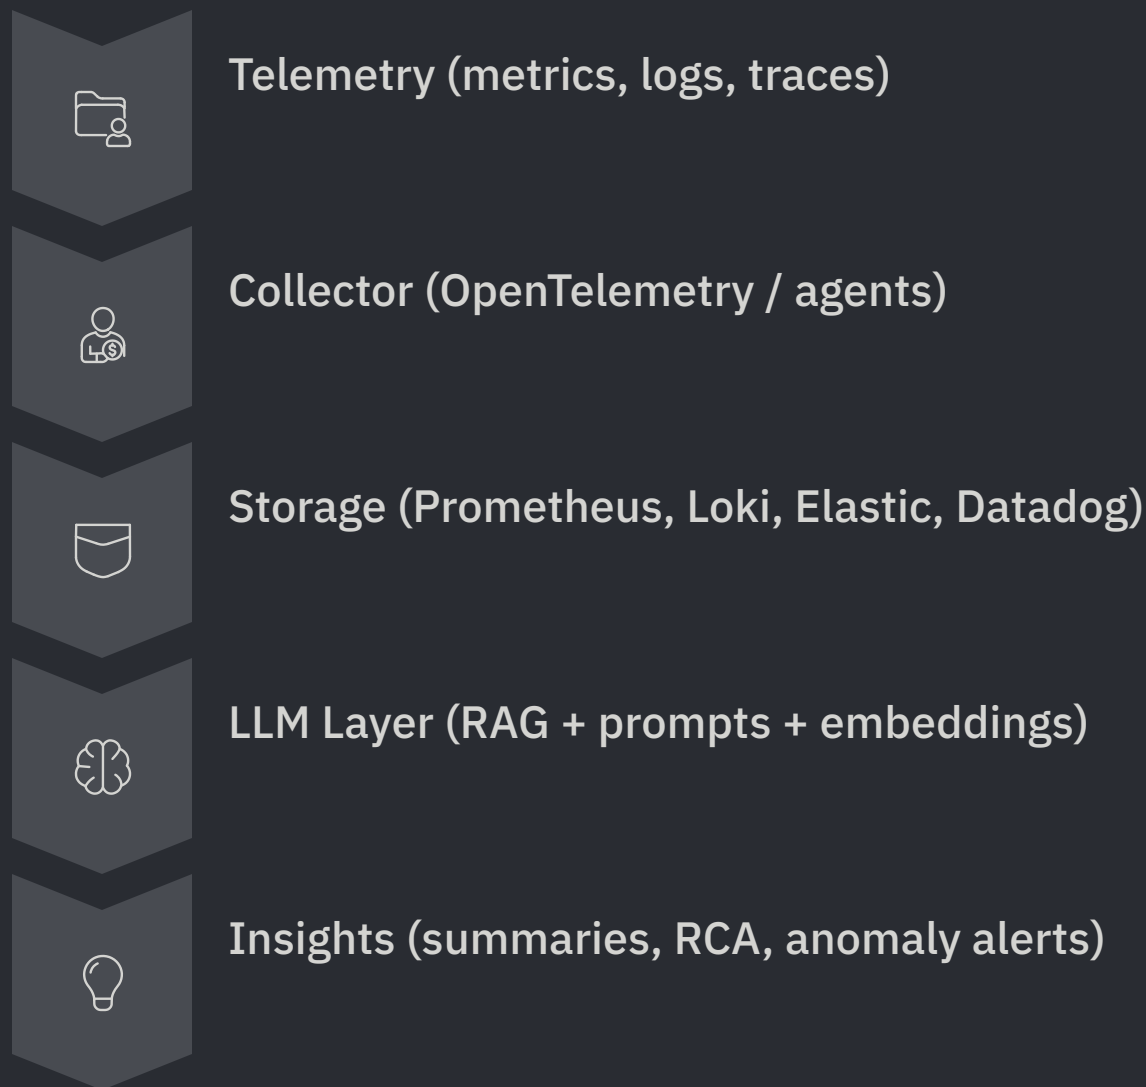 Telemetry (metrics, logs, traces)
Collector (OpenTelemetry / agents)
$
Storage (Prometheus, Loki, Elastic, Datadog)
LLM Layer (RAG + prompts + embeddings)
Insights (summaries, RCA, anomaly alerts)